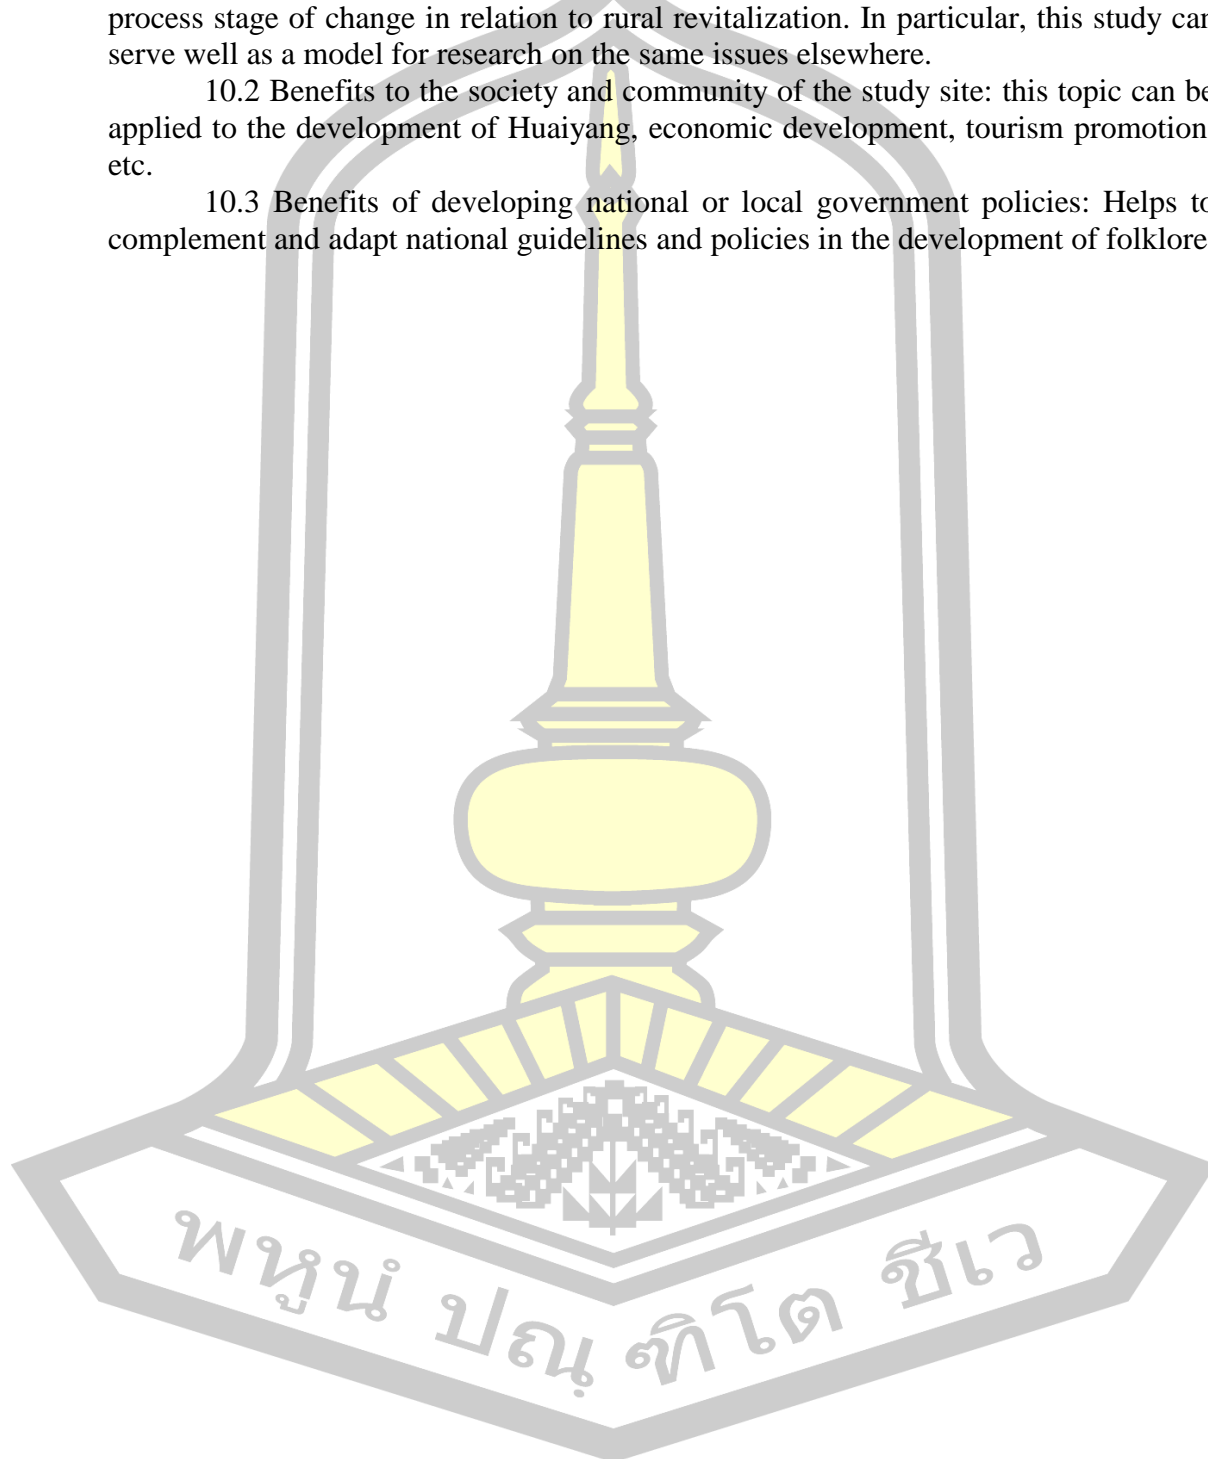 process stage of change in relation to rural revitalization. In particular, this study can
serve well as a model for research on the same issues elsewhere.
10.2 Benefits to the society and community of the study site: this topic can be
applied to the development of Huaiyang, economic development, tourism promotion
etc.
10.3 Benefits of developing national or local government policies: Helps to
complement and adapt national guidelines and policies in the development of folklore
พหูนํ ปณฺฑิโต ชีเว